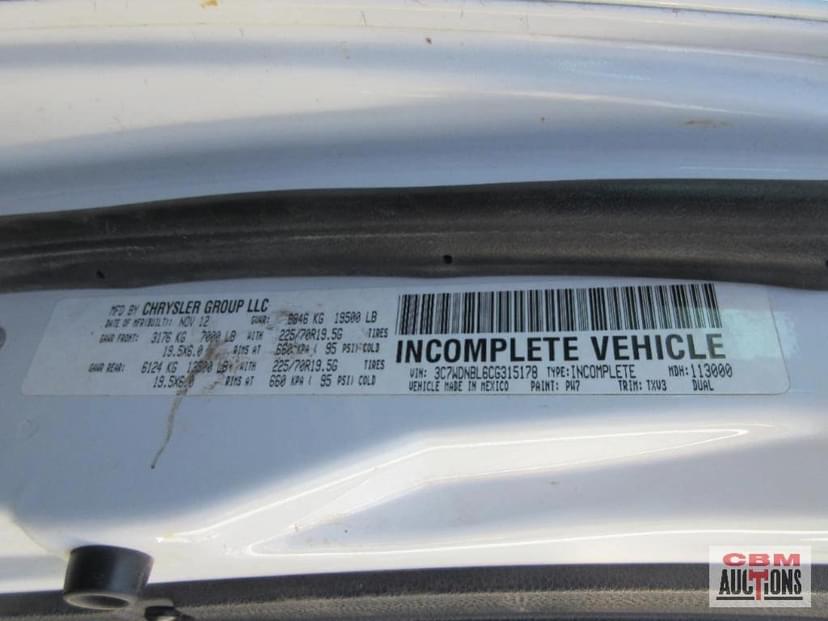 MFD BY CHRYSLER GROUP LLC
DATE OF MFR(BUILT): NOV 12 GVWR: 8846 KG 19500 LB
GAWR FRONT: 3176 KG 7000 LB WITH 225/70R19.5G TIRES
19.5X6.0 RIMS AT 660 KPA ( 95 PSI) COLD
GAWR REAR: 6124 KG 13500 LB WITH 225/70R19.5G TIRES
19.5X6.0 RIMS AT 660 KPA ( 95 PSI) COLD
INCOMPLETE VEHICLE
VIN: 3C7WDNBL6CG315178 TYPE: INCOMPLETE MDH: 113000
VEHICLE MADE IN MEXICO PAINT: PW7 TRIM: TXV3 DUAL
CBM
AUCTIONS